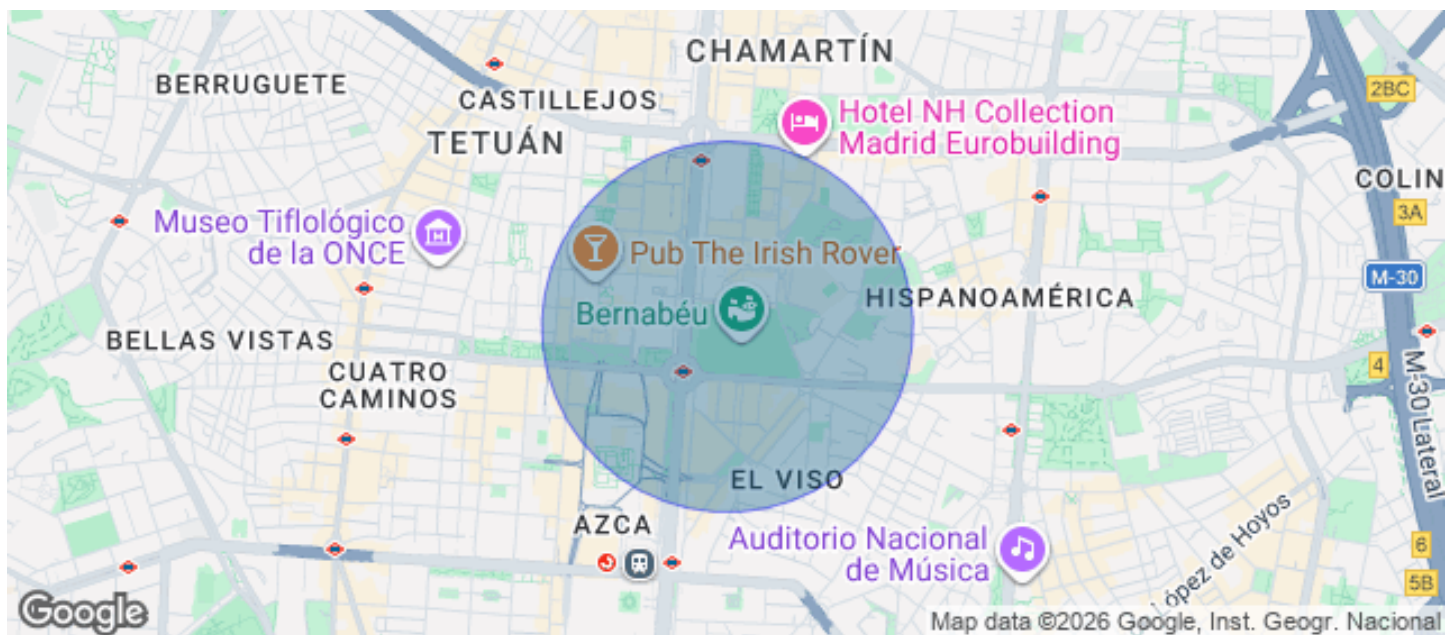 CHAMARTÍN
BERRUGUETE
CASTILLEJOS
2BC
Hotel NH Collection
Madrid Eurobuilding
TETUÁN
COLIN
3A
Museo Tiflológico
de la ONCE
Pub The Irish Rover
M-30
HISPANOAMÉRICA
Bernabéu
BELLAS VISTAS
4
CUATRO
CAMINOS
M-30 Lateral
EL VISO
AZCA
Auditorio Nacional
de Música
López de Hoyos
6
5B
Google
Map data ©2026 Google, Inst. Geogr. Nacional